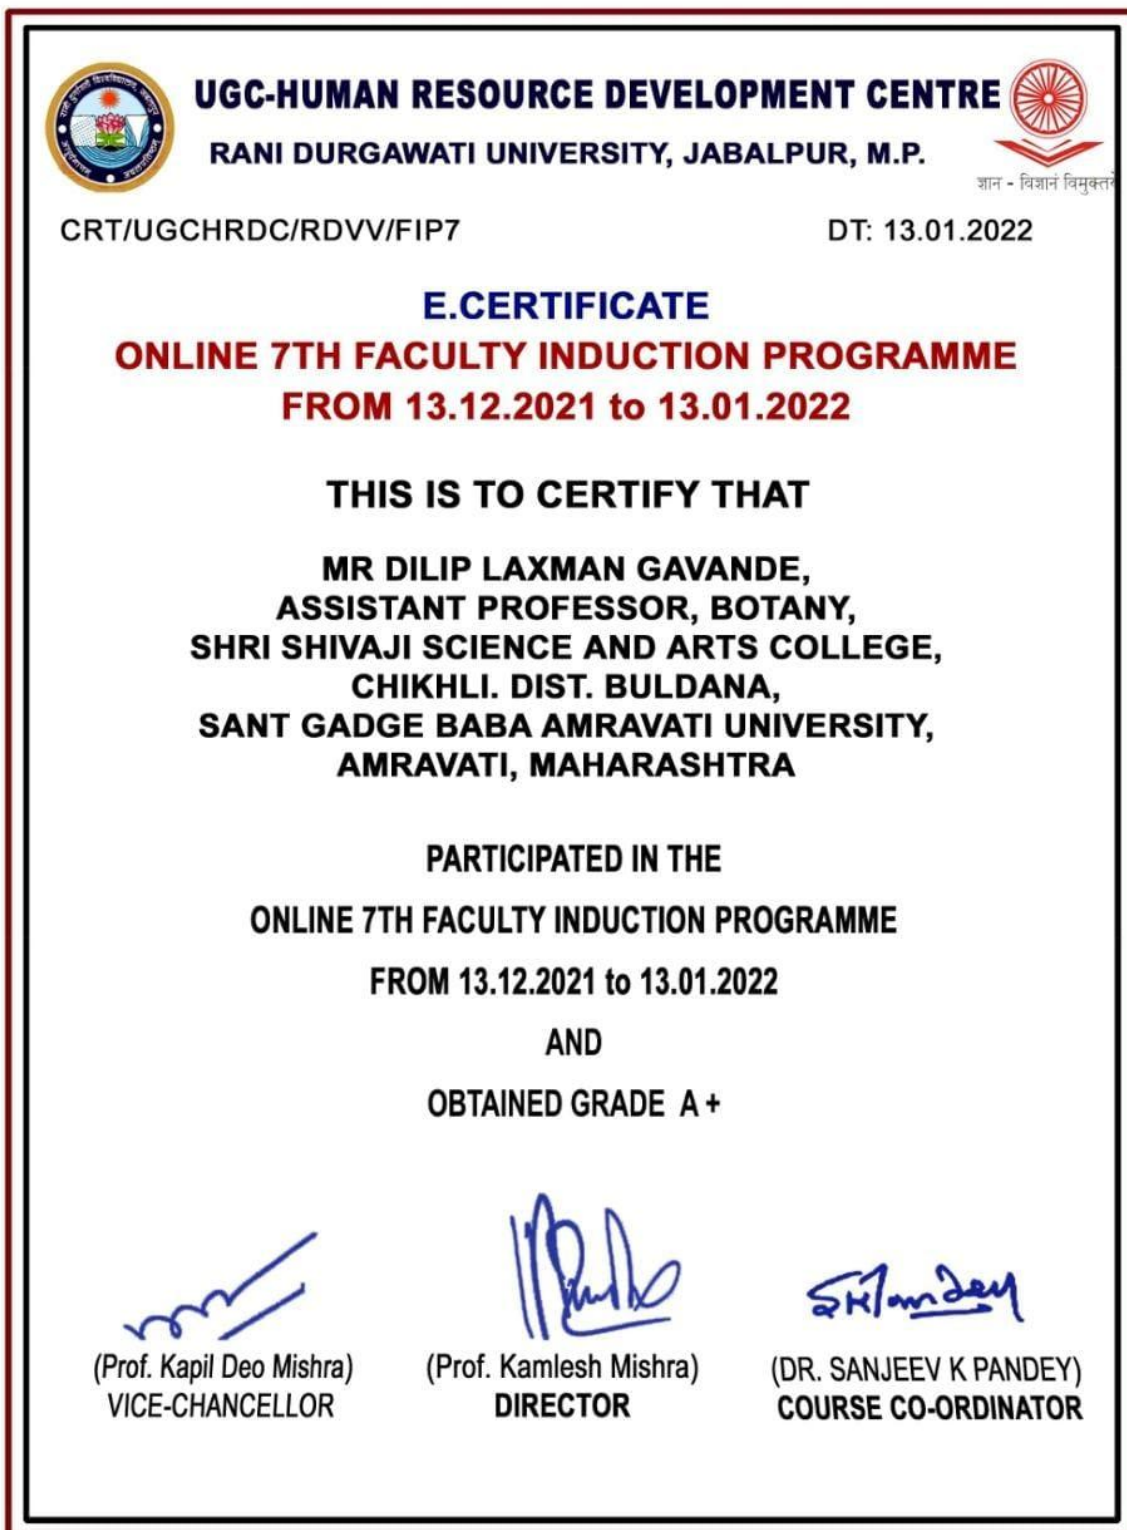 UGC-HUMAN RESOURCE DEVELOPMENT CENTRE
RANI DURGAWATI UNIVERSITY, JABALPUR, M.P.
ज्ञान - विज्ञानं विमुक्तये
CRT/UGCHRDC/RDVV/FIP7 DT: 13.01.2022
E.CERTIFICATE
ONLINE 7TH FACULTY INDUCTION PROGRAMME
FROM 13.12.2021 to 13.01.2022
THIS IS TO CERTIFY THAT
MR DILIP LAXMAN GAVANDE,
ASSISTANT PROFESSOR, BOTANY,
SHRI SHIVAJI SCIENCE AND ARTS COLLEGE,
CHIKHLI. DIST. BULDANA,
SANT GADGE BABA AMRAVATI UNIVERSITY,
AMRAVATI, MAHARASHTRA
PARTICIPATED IN THE
ONLINE 7TH FACULTY INDUCTION PROGRAMME
FROM 13.12.2021 to 13.01.2022
AND
OBTAINED GRADE A +
(Prof. Kapil Deo Mishra) (Prof. Kamlesh Mishra) (DR. SANJEEV K PANDEY)
VICE-CHANCELLOR DIRECTOR COURSE CO-ORDINATOR